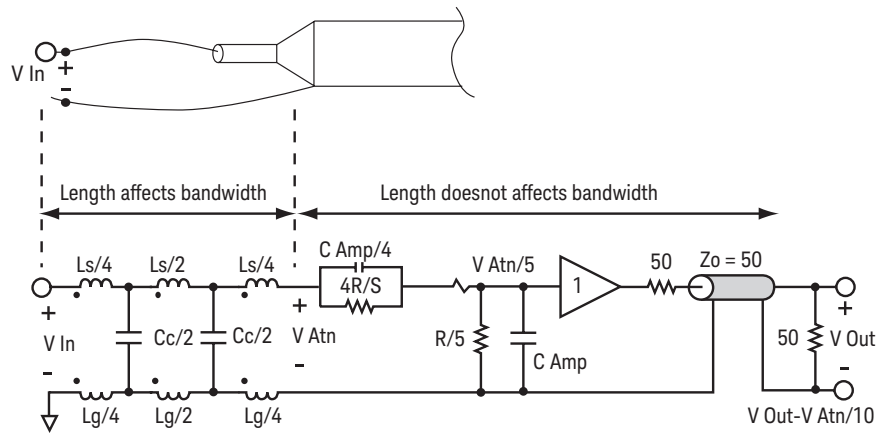 V In
+
-
Length affects bandwidth
Length doesnot affects bandwidth
Ls/4
Ls/2
Ls/4
C Amp/4
4R/S
V Atn/5
1
50
Zo = 50
+
V In
-
Cc/2
Cc/2
+
V Atn
-
R/5
C Amp
50
+
V Out
-
Lg/4
Lg/2
Lg/4
V Out-V Atn/10